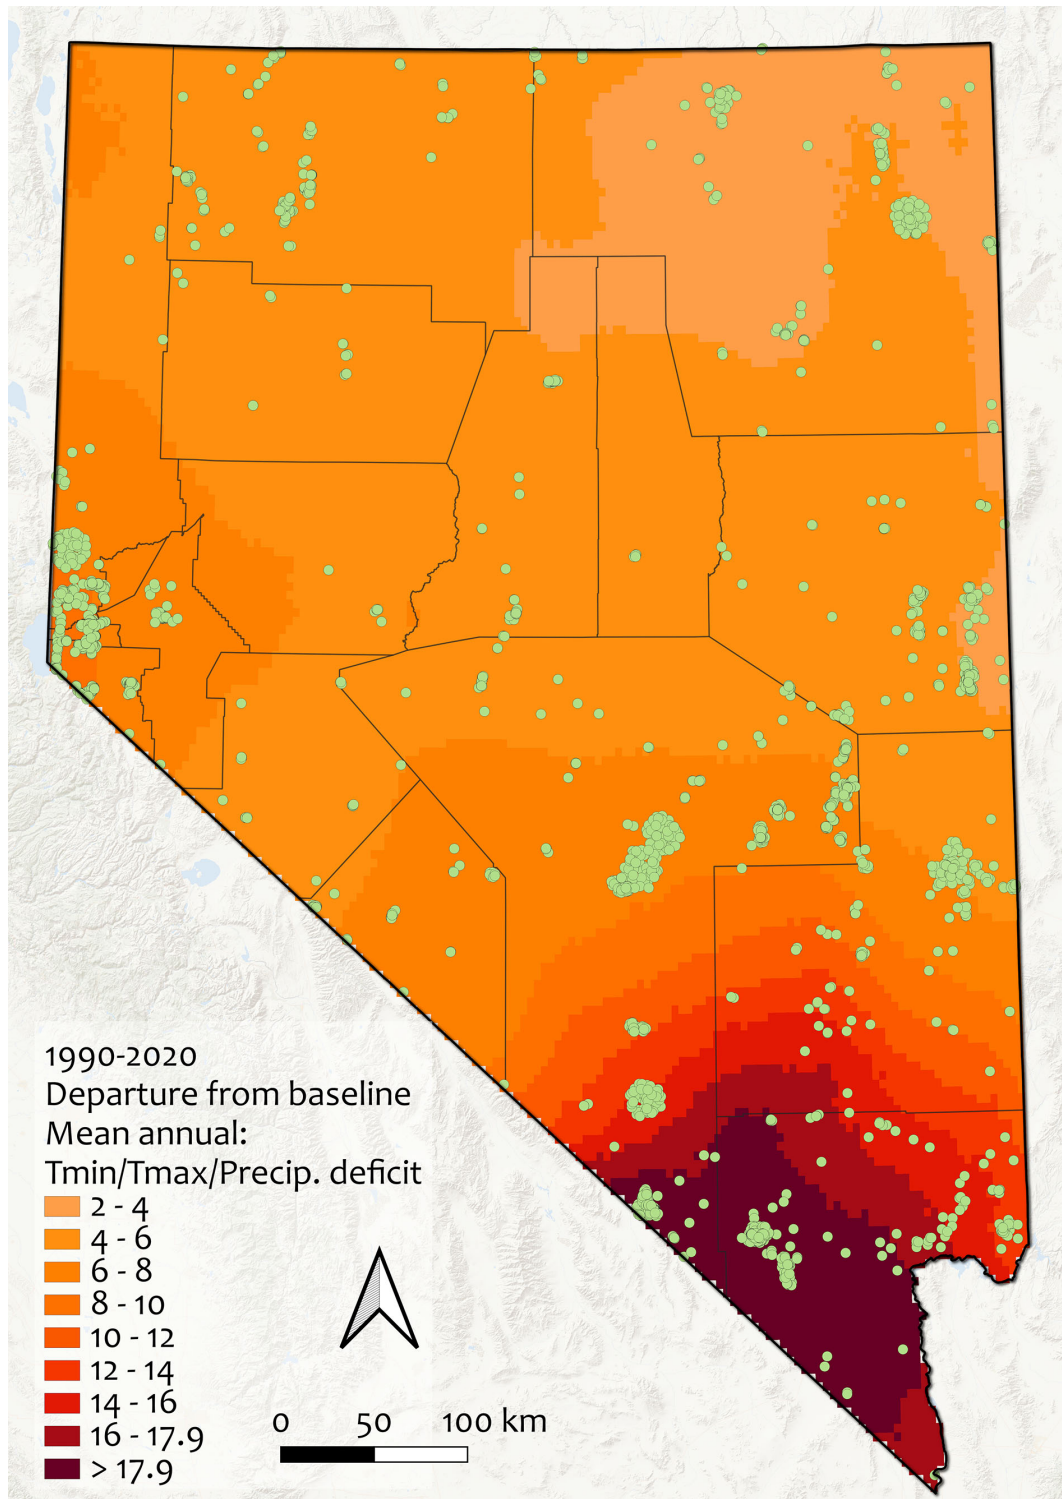 1990-2020
Departure from baseline
Mean annual:
Tmin/Tmax/Precip. deficit
2 - 4
4 - 6
6 - 8
8 - 10
10 - 12
12 - 14
14 - 16
16 - 17.9
> 17.9
0 50 100 km